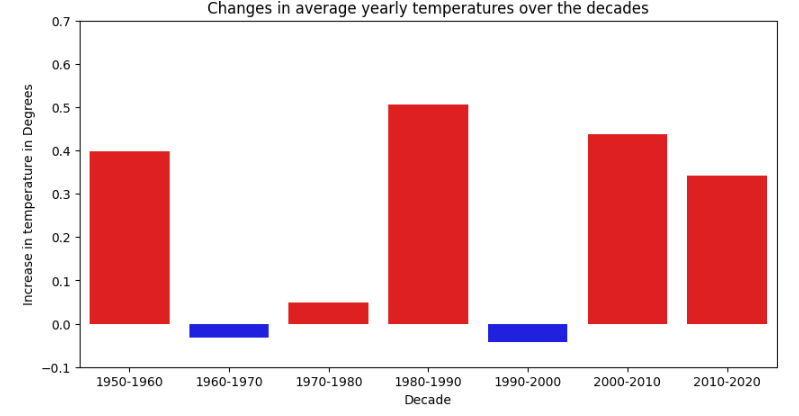 Changes in average yearly temperatures over the decades
0.7
0.6
0.5
0.4
0.3
0.2
0.1
0.0
−0.1
Increase in temperature in Degrees
1950-1960 1960-1970 1970-1980 1980-1990 1990-2000 2000-2010 2010-2020
Decade